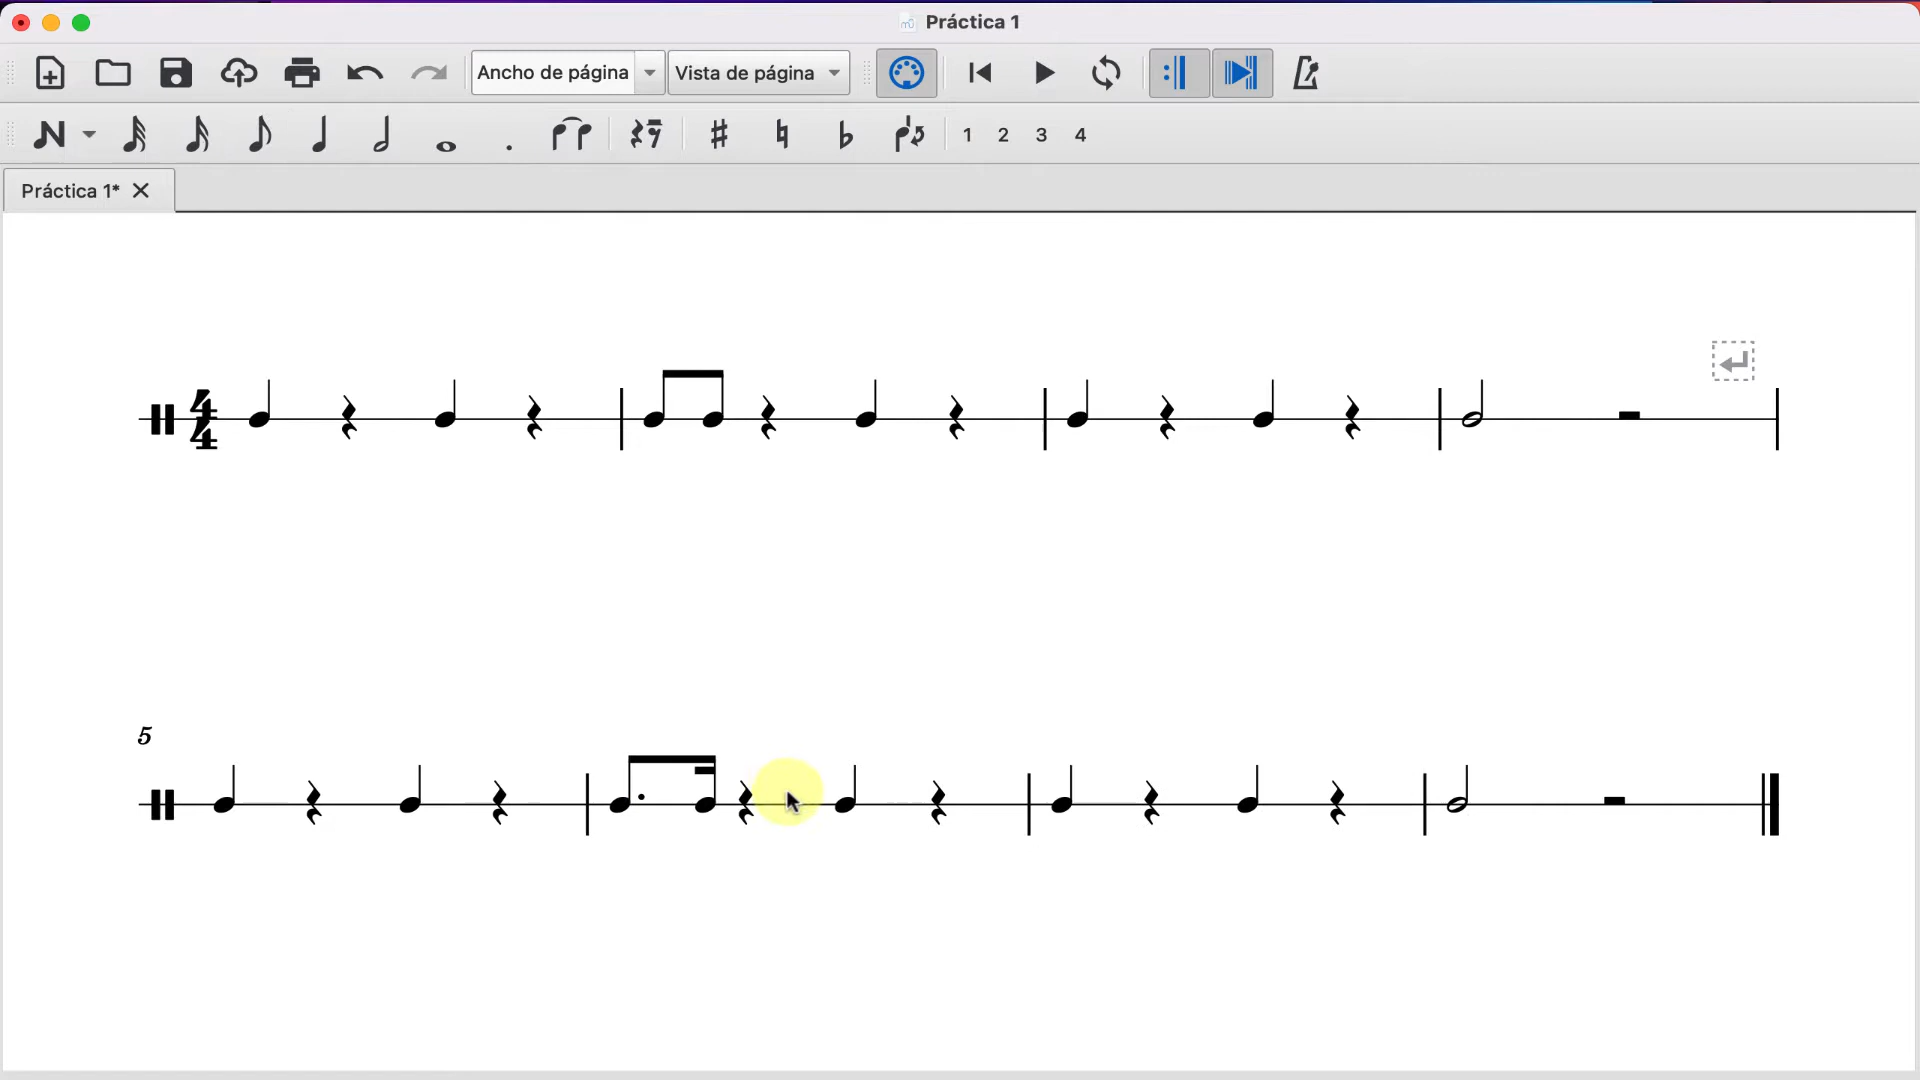 Práctica 1
Ancho de página Vista de página
1 2 3 4
Práctica 1*
4
4
5